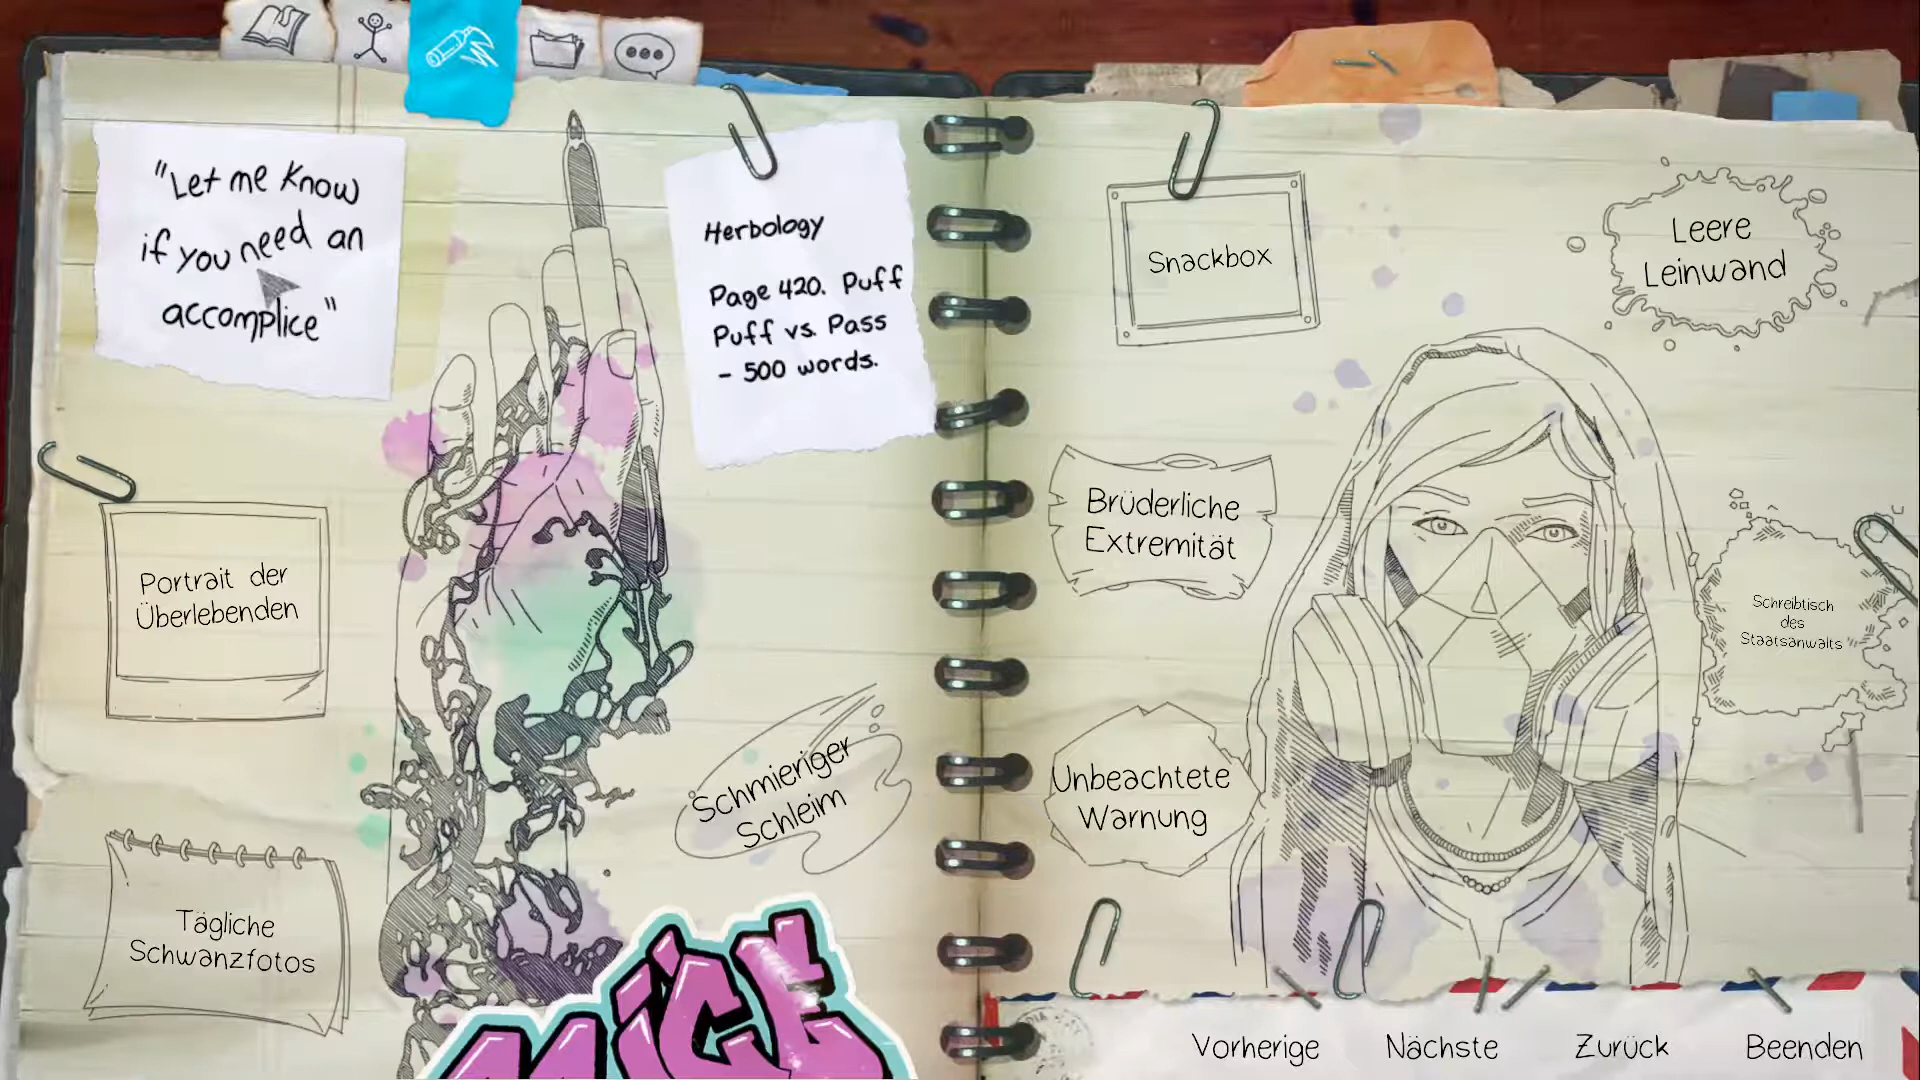 "Let me know
if you need an
accomplice"
Herbology
Page 420. Puff
Puff vs. Pass
- 500 words.
Portrait der
Überlebenden
Schmieriger
Schleim
Tägliche
Schwanzfotos
MiCE
Snackbox
Leere
Leinwand
Brüderliche
Extremität
Schreibtisch
des
Staatsanwalts
Unbeachtete
Warnung
Vorherige
Nächste
Zurück
Beenden